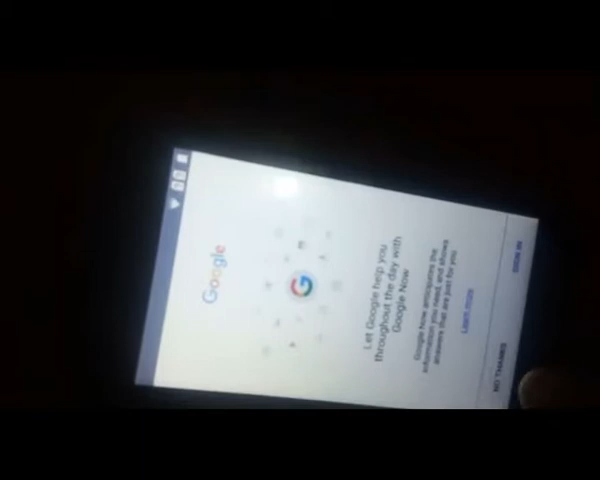 Google
Let Google help you
throughout the day with
Google Now
Google Now anticipates the
information you need, and shows
answers that are just for you
Learn more
NO THANKS
SIGN IN